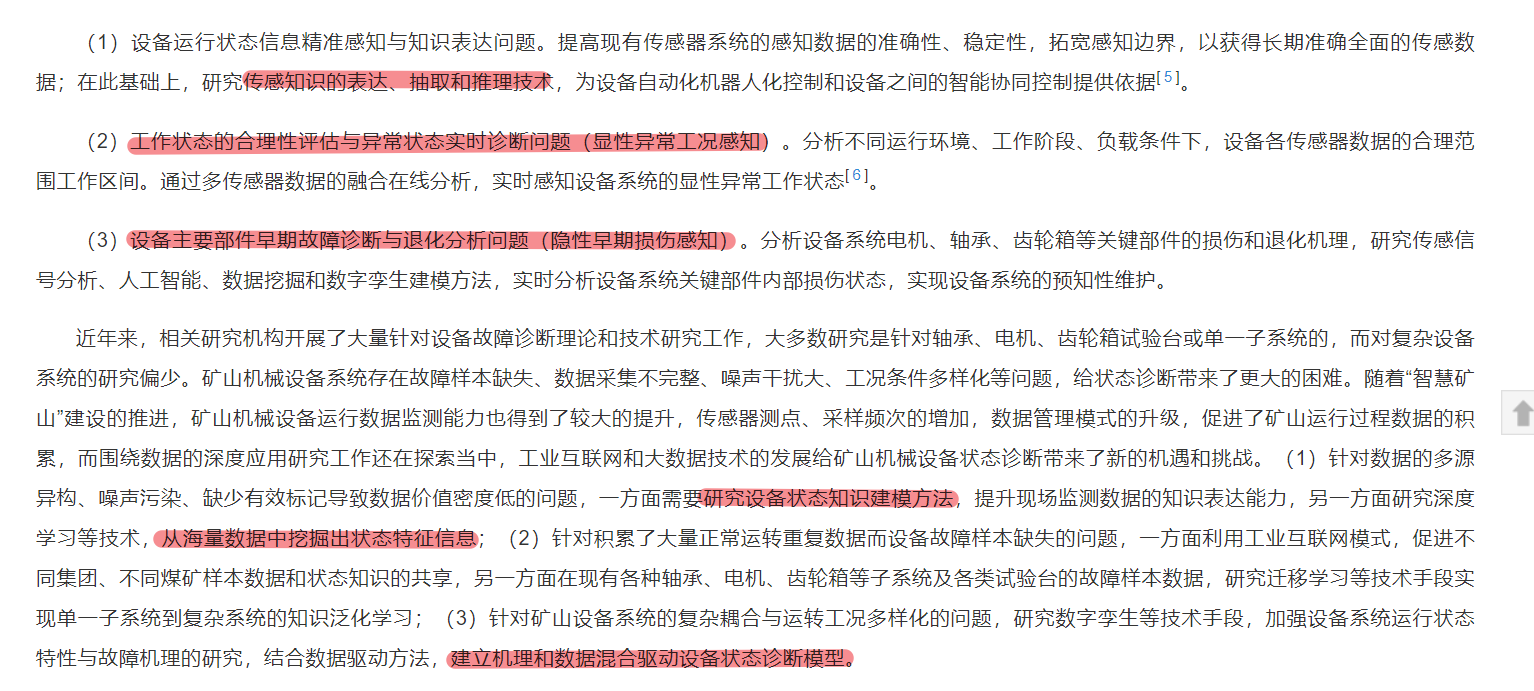 （1）设备运行状态信息精准感知与知识表达问题。提高现有传感器系统的感知数据的准确性、稳定性，拓宽感知边界，以获得长期准确全面的传感数
据；在此基础上，研究传感知识的表达、抽取和推理技术，为设备自动化机器人化控制和设备之间的智能协同控制提供依据[5]。
（2）工作状态的合理性评估与异常状态实时诊断问题（显性异常工况感知）。分析不同运行环境、工作阶段、负载条件下，设备各传感器数据的合理范
围工作区间。通过多传感器数据的融合在线分析，实时感知设备系统的显性异常工作状态[6]。
（3）设备主要部件早期故障诊断与退化分析问题（隐性早期损伤感知）。分析设备系统电机、轴承、齿轮箱等关键部件的损伤和退化机理，研究传感信
号分析、人工智能、数据挖掘和数字孪生建模方法，实时分析设备系统关键部件内部损伤状态，实现设备系统的预知性维护。
近年来，相关研究机构开展了大量针对设备故障诊断理论和技术研究工作，大多数研究是针对轴承、电机、齿轮箱试验台或单一子系统的，而对复杂设备
系统的研究偏少。矿山机械设备系统存在故障样本缺失、数据采集不完整、噪声干扰大、工况条件多样化等问题，给状态诊断带来了更大的困难。随着“智慧矿
山”建设的推进，矿山机械设备运行数据监测能力也得到了较大的提升，传感器测点、采样频次的增加，数据管理模式的升级，促进了矿山运行过程数据的积
累，而围绕数据的深度应用研究工作还在探索当中，工业互联网和大数据技术的发展给矿山机械设备状态诊断带来了新的机遇和挑战。（1）针对数据的多源
异构、噪声污染、缺少有效标记导致数据价值密度低的问题，一方面需要研究设备状态知识建模方法，提升现场监测数据的知识表达能力，另一方面研究深度
学习等技术，从海量数据中挖掘出状态特征信息；（2）针对积累了大量正常运转重复数据而设备故障样本缺失的问题，一方面利用工业互联网模式，促进不
同集团、不同煤矿样本数据和状态知识的共享，另一方面在现有各种轴承、电机、齿轮箱等子系统及各类试验台的故障样本数据，研究迁移学习等技术手段实
现单一子系统到复杂系统的知识泛化学习；（3）针对矿山设备系统的复杂耦合与运转工况多样化的问题，研究数字孪生等技术手段，加强设备系统运行状态
特性与故障机理的研究，结合数据驱动方法，建立机理和数据混合驱动设备状态诊断模型。